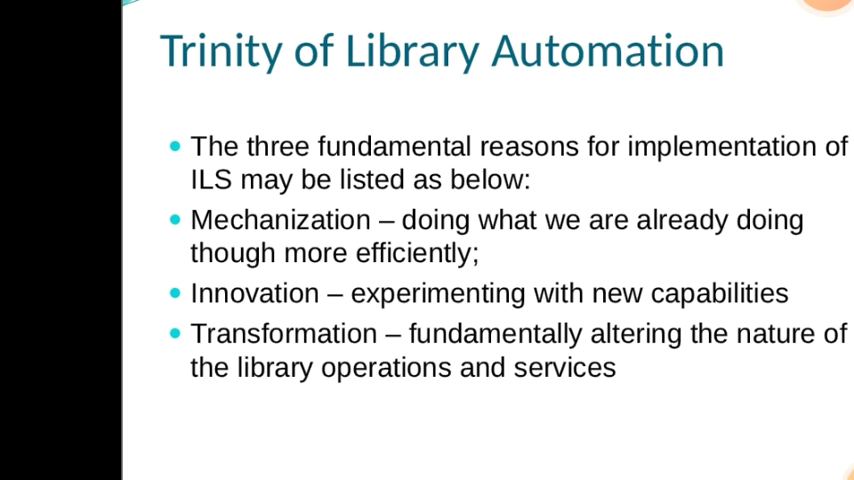 Trinity of Library Automation
• The three fundamental reasons for implementation of
ILS may be listed as below:
• Mechanization – doing what we are already doing
though more efficiently;
• Innovation – experimenting with new capabilities
• Transformation – fundamentally altering the nature of
the library operations and services